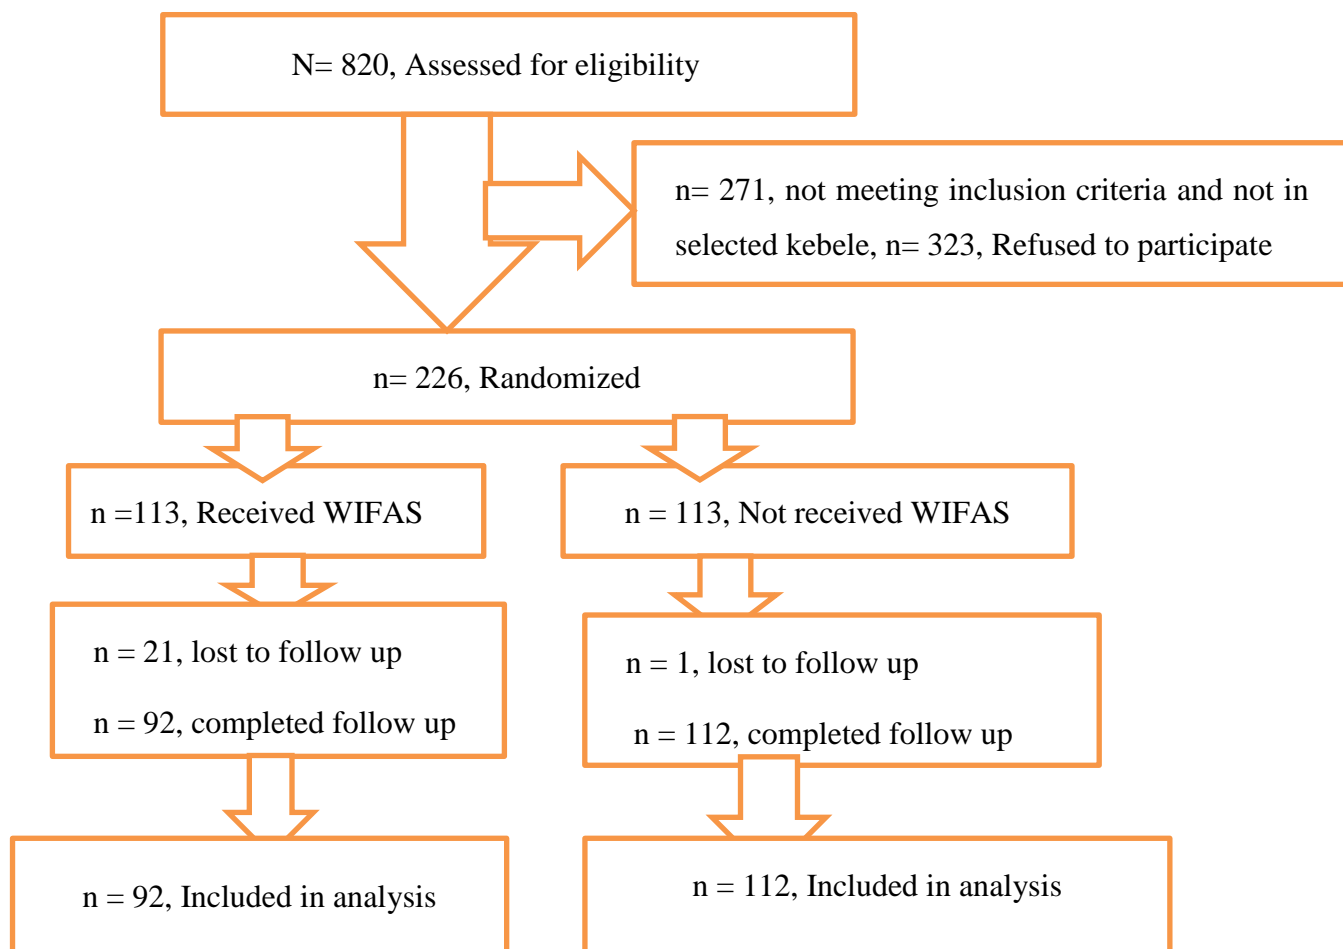 N= 820, Assessed for eligibility
n= 271, not meeting inclusion criteria and not in
selected kebele, n= 323, Refused to participate
n= 226, Randomized
n =113, Received WIFAS
n = 113, Not received WIFAS
n = 21, lost to follow up
n = 92, completed follow up
n = 1, lost to follow up
n = 112, completed follow up
n = 92, Included in analysis
n = 112, Included in analysis